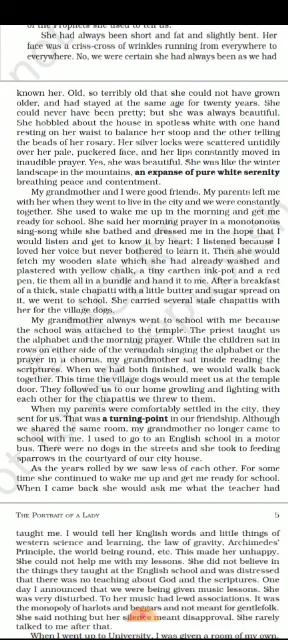 of the Prophets she used to tell us.
She had always been short and fat and slightly bent. Her
face was a criss-cross of wrinkles running from everywhere to
everywhere. No, we were certain she had always been as we had
known her. Old, so terribly old that she could not have grown
older, and had stayed at the same age for twenty years. She
could never have been pretty; but she was always beautiful.
She hobbled about the house in spotless white with one hand
resting on her waist to balance her stoop and the other telling
the beads of her rosary. Her silver locks were scattered untidily
over her pale, puckered face, and her lips constantly moved in
inaudible prayer. Yes, she was beautiful. She was like the winter
landscape in the mountains, an expanse of pure white serenity
breathing peace and contentment.
My grandmother and I were good friends. My parents left me
with her when they went to live in the city and we were constantly
together. She used to wake me up in the morning and get me
ready for school. She said her morning prayer in a monotonous
sing-song while she bathed and dressed me in the hope that I
would listen and get to know it by heart; I listened because I
loved her voice but never bothered to learn it. Then she would
fetch my wooden slate which she had already washed and
plastered with yellow chalk, a tiny earthen ink-pot and a red
pen, tie them all in a bundle and hand it to me. After a breakfast
of a thick, stale chapatti with a little butter and sugar spread on
it, we went to school. She carried several stale chapattis with
her for the village dogs.
My grandmother always went to school with me because
the school was attached to the temple. The priest taught us
the alphabet and the morning prayer. While the children sat in
rows on either side of the verandah singing the alphabet or the
prayer in a chorus, my grandmother sat inside reading the
scriptures. When we had both finished, we would walk back
together. This time the village dogs would meet us at the temple
door. They followed us to our home growling and fighting with
each other for the chapattis we threw to them.
When my parents were comfortably settled in the city, they
sent for us. That was a turning-point in our friendship. Although
we shared the same room, my grandmother no longer came to
school with me. I used to go to an English school in a motor
bus. There were no dogs in the streets and she took to feeding
sparrows in the courtyard of our city house.
As the years rolled by we saw less of each other. For some
time she continued to wake me up and get me ready for school.
When I came back she would ask me what the teacher had
THE PORTRAIT OF A LADY 5
taught me. I would tell her English words and little things of
western science and learning, the law of gravity, Archimedes'
Principle, the world being round, etc. This made her unhappy.
She could not help me with my lessons. She did not believe in
the things they taught at the English school and was distressed
that there was no teaching about God and the scriptures. One
day I announced that we were being given music lessons. She
was very disturbed. To her music had lewd associations. It was
the monopoly of harlots and beggars and not meant for gentlefolk.
She said nothing but her silence meant disapproval. She rarely
talked to me after that.
When I went up to University, I was given a room of my own.